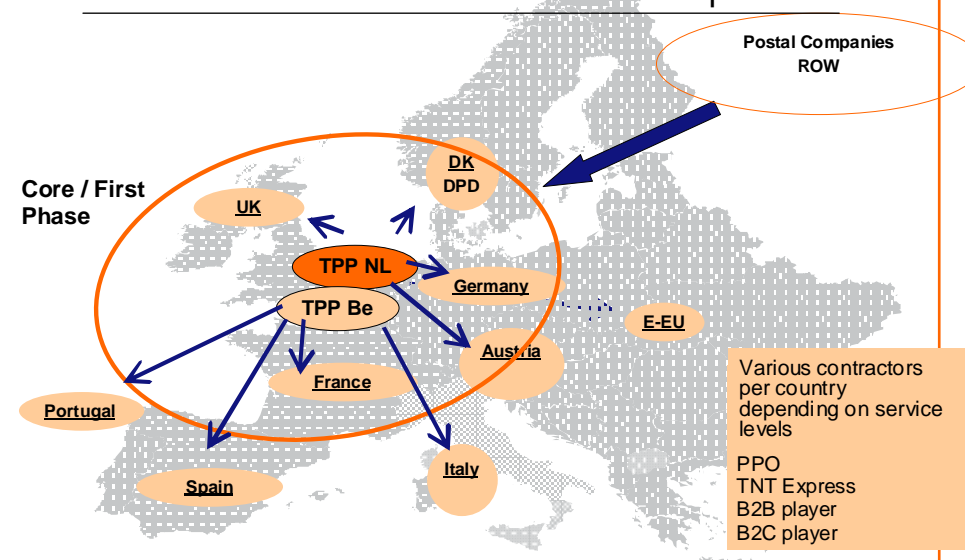 Postal Companies
ROW
Core / First
Phase
DK
DPD
UK
TPP NL
Germany
TPP Be
E-EU
Austria
France
Portugal
Italy
Spain
Various contractors
per country
depending on service
levels
PPO
TNT Express
B2B player
B2C player